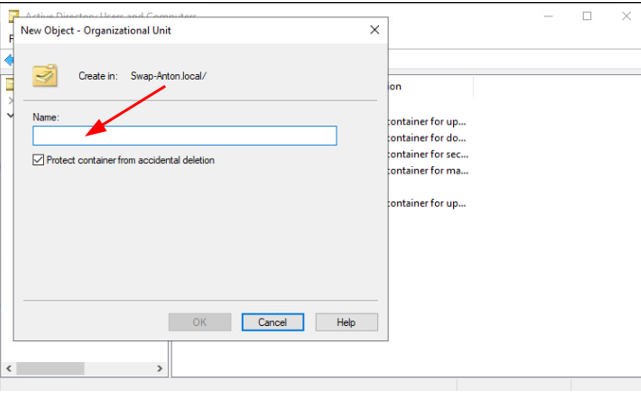 Active Directory Users and Computers
New Object - Organizational Unit
Create in: Swap-Anton.local/
Name:
Protect container from accidental deletion
OK Cancel Help
ion
container for up...
container for do...
container for sec...
container for ma...
container for up...